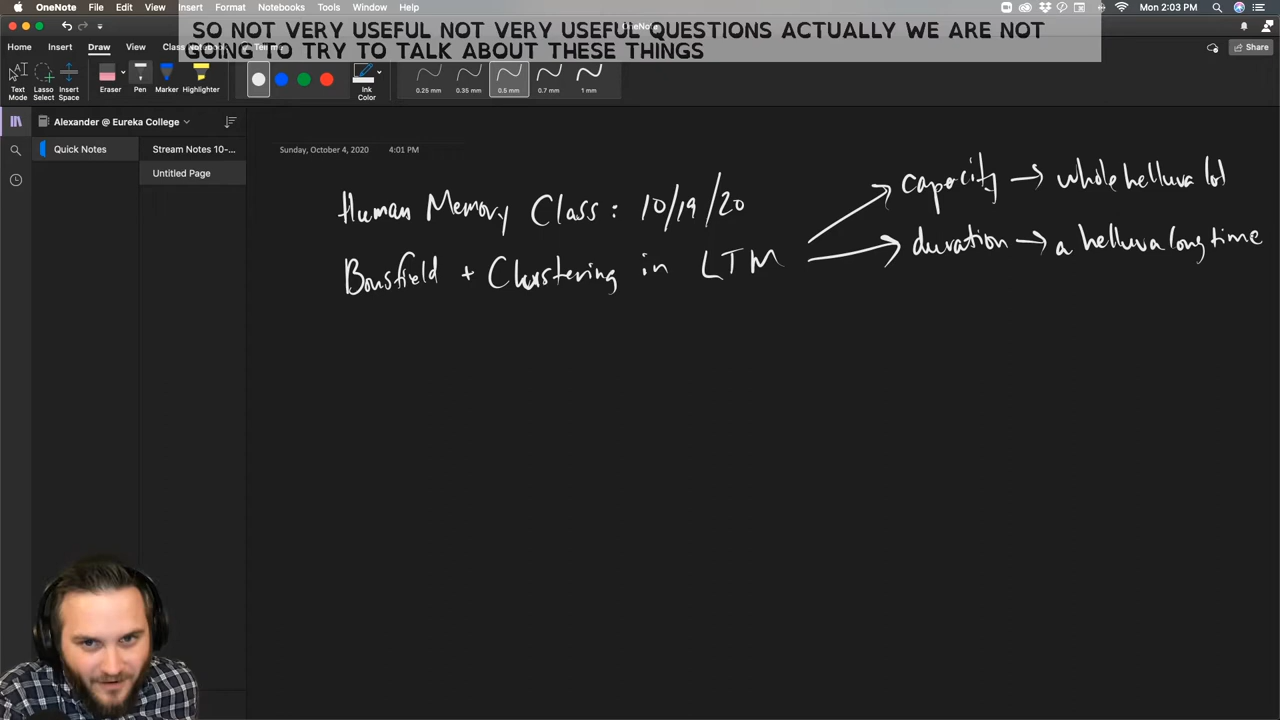 OneNote File Edit View Insert Format Notebooks Tools Window Help Mon 2:03 PM
SO NOT VERY USEFUL NOT VERY USEFUL QUESTIONS ACTUALLY WE ARE NOT
GOING TO TRY TO TALK ABOUT THESE THINGS
Home Insert Draw View Class Notebook Tell me Share
Text Mode Lasso Select Insert Space Eraser Pen Marker Highlighter Ink Color 0.25 mm 0.35 mm 0.5 mm 0.7 mm 1 mm
Alexander @ Eureka College
Quick Notes Stream Notes 10-...
Untitled Page
Sunday, October 4, 2020 4:01 PM
Human Memory Class: 10/19/20
capacity → whole helluva lot
Bousfield + Clustering in LTM
duration → a helluva long time